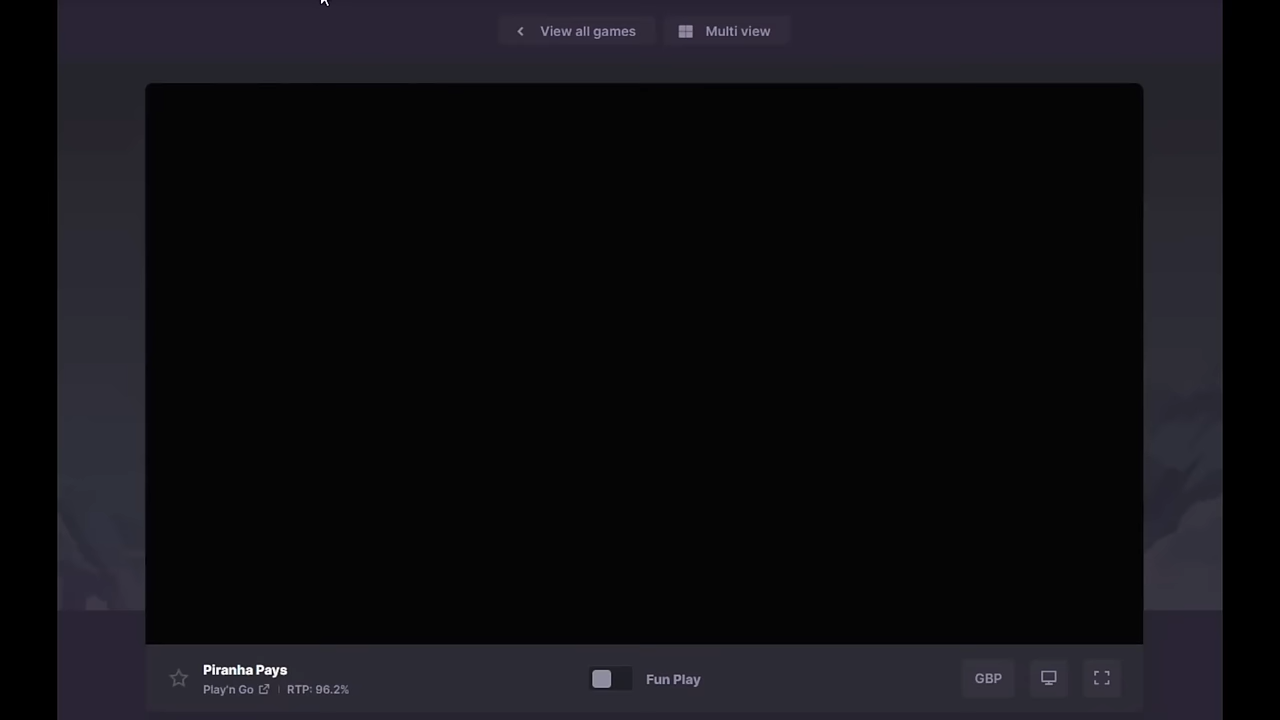 View all games
Multi view
Piranha Pays
Play'n Go | RTP: 96.2%
Fun Play
GBP